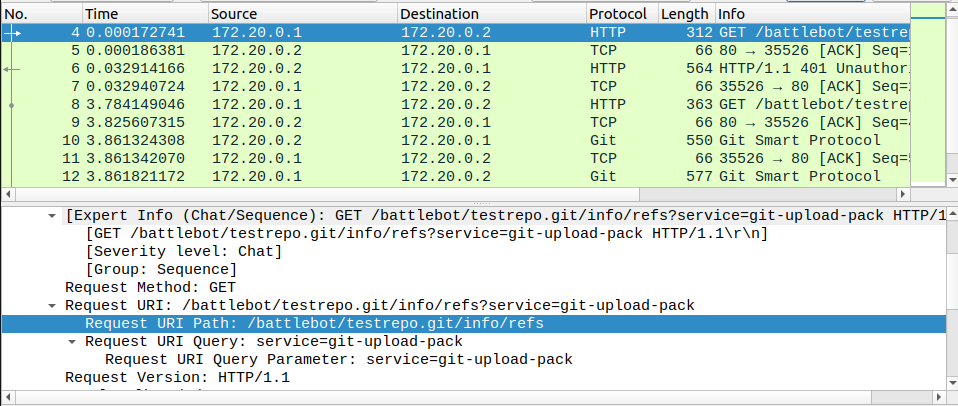 No. Time Source Destination Protocol Length Info
4 0.000172741 172.20.0.1 172.20.0.2 HTTP 312 GET /battlebot/testrep
5 0.000186381 172.20.0.2 172.20.0.1 TCP 66 80 → 35526 [ACK] Seq=
6 0.032914166 172.20.0.2 172.20.0.1 HTTP 564 HTTP/1.1 401 Unauthori
7 0.032940724 172.20.0.1 172.20.0.2 TCP 66 35526 → 80 [ACK] Seq=
8 3.784149046 172.20.0.1 172.20.0.2 HTTP 363 GET /battlebot/testrep
9 3.825607315 172.20.0.2 172.20.0.1 TCP 66 80 → 35526 [ACK] Seq=
10 3.861324308 172.20.0.2 172.20.0.1 Git 550 Git Smart Protocol
11 3.861342070 172.20.0.1 172.20.0.2 TCP 66 35526 → 80 [ACK] Seq=
12 3.861821172 172.20.0.1 172.20.0.2 Git 577 Git Smart Protocol
[Expert Info (Chat/Sequence): GET /battlebot/testrepo.git/info/refs?service=git-upload-pack HTTP/1
[GET /battlebot/testrepo.git/info/refs?service=git-upload-pack HTTP/1.1\r\n]
[Severity level: Chat]
[Group: Sequence]
Request Method: GET
Request URI: /battlebot/testrepo.git/info/refs?service=git-upload-pack
Request URI Path: /battlebot/testrepo.git/info/refs
Request URI Query: service=git-upload-pack
Request URI Query Parameter: service=git-upload-pack
Request Version: HTTP/1.1